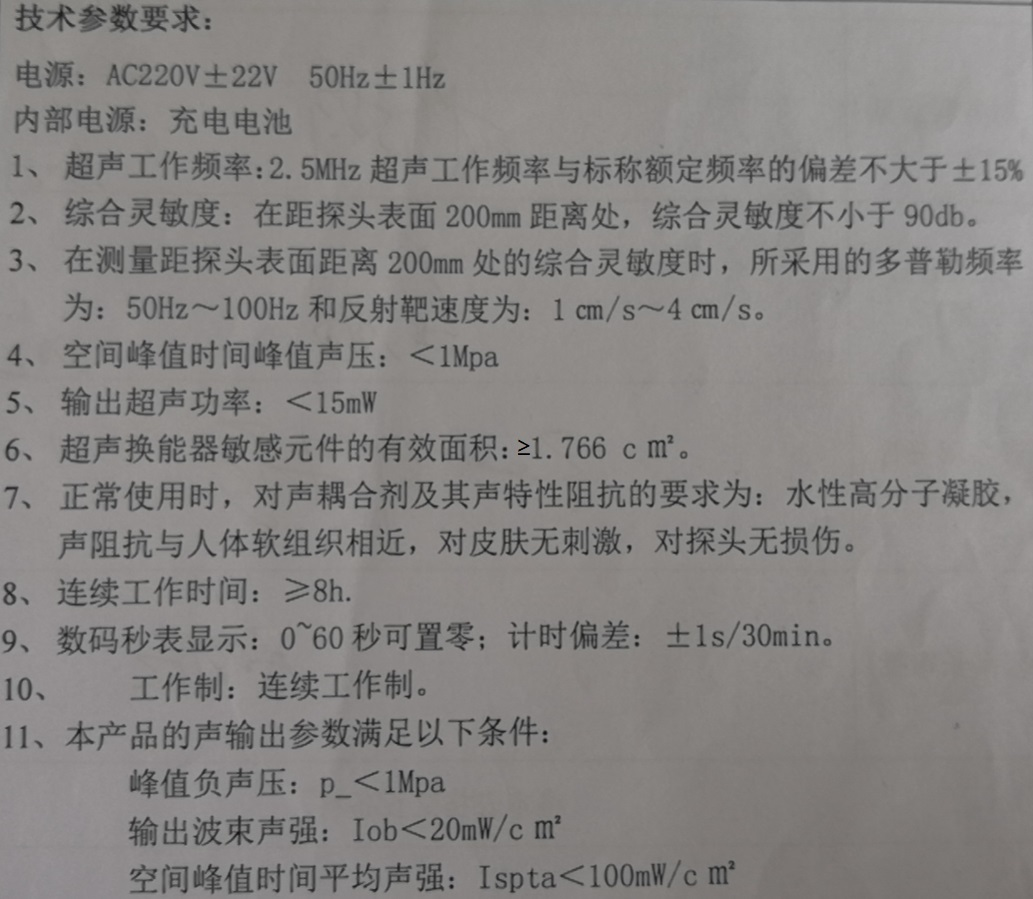 技术参数要求：
电源：AC220V±22V 50Hz±1Hz
内部电源：充电电池
1、 超声工作频率：2.5MHz 超声工作频率与标称额定频率的偏差不大于±15%
2、 综合灵敏度：在距探头表面 200mm 距离处，综合灵敏度不小于 90db。
3、 在测量距探头表面距离 200mm 处的综合灵敏度时，所采用的多普勒频率
为：50Hz～100Hz 和反射靶速度为：1 cm/s～4 cm/s。
4、 空间峰值时间峰值声压：＜1Mpa
5、 输出超声功率：＜15mW
6、 超声换能器敏感元件的有效面积：≥1.766 c m²。
7、 正常使用时，对声耦合剂及其声特性阻抗的要求为：水性高分子凝胶，
声阻抗与人体软组织相近，对皮肤无刺激，对探头无损伤。
8、 连续工作时间：≥8h.
9、 数码秒表显示：0~60 秒可置零；计时偏差：±1s/30min。
10、 工作制：连续工作制。
11、本产品的声输出参数满足以下条件：
峰值负声压：p_＜1Mpa
输出波束声强：Iob＜20mW/c m²
空间峰值时间平均声强：Ispta＜100mW/c m²